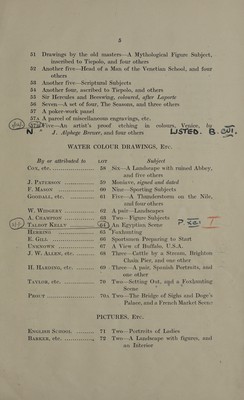 5
51 Drawings by the old masters—A Mythological Figure Subject,
inscribed to Tiepolo, and four others
52 Another five—Head of a Man of the Venetian School, and four
others
53 Another five—Scriptural Subjects
54 Another four, ascribed to Tiepolo, and others
55 Sir Hercules and Beowring, coloured, after Laporte
56 Seven—A set of four, The Seasons, and three others
57 A poker-work panel
57A A parcel of miscellaneous engravings, etc.
57B Five—An artist's proof etching in colours, Venice, by
N J. Alphege Brewer, and four others LISTED.
WATER COLOUR DRAWINGS, Etc.
By or attributed to LOT Subject
Cox, etc. 58 Six—A Landscape with ruined Abbey,
and five others
J. Paterson 59 Montave, signed and dated
F. Mason 60 Nine—Sporting Subjects
Goodall, etc. 61 Five—A Thunderstorm on the Nile,
and four others
W. Widgery 62 A pair—Landscapes
A. Champion 63 Two—Figure Subjects
Talbot Kelly 64 An Egyptian Scene
Herring 65 Foxhunting
E. Gill 66 Sportsmen Preparing to Start
Unknown 67 A View of Buffalo, U.S.A.
J. W. Allen, etc. 68 Three—Cattle by a Stream, Brighton
Chain Pier, and one other
H. Harding, etc. 69 Three—A pair, Spanish Portraits, and
one other
Taylor, etc. 70 Two—Setting Out, and a Foxhunting
Scene
Prout 70A Two—The Bridge of Sighs and Doge's
Palace, and a French Market Scene
PICTURES, Etc.
English School 71 Two—Portraits of Ladies
Barker, etc. 72 Two—A Landscape with figures, and
an Interior